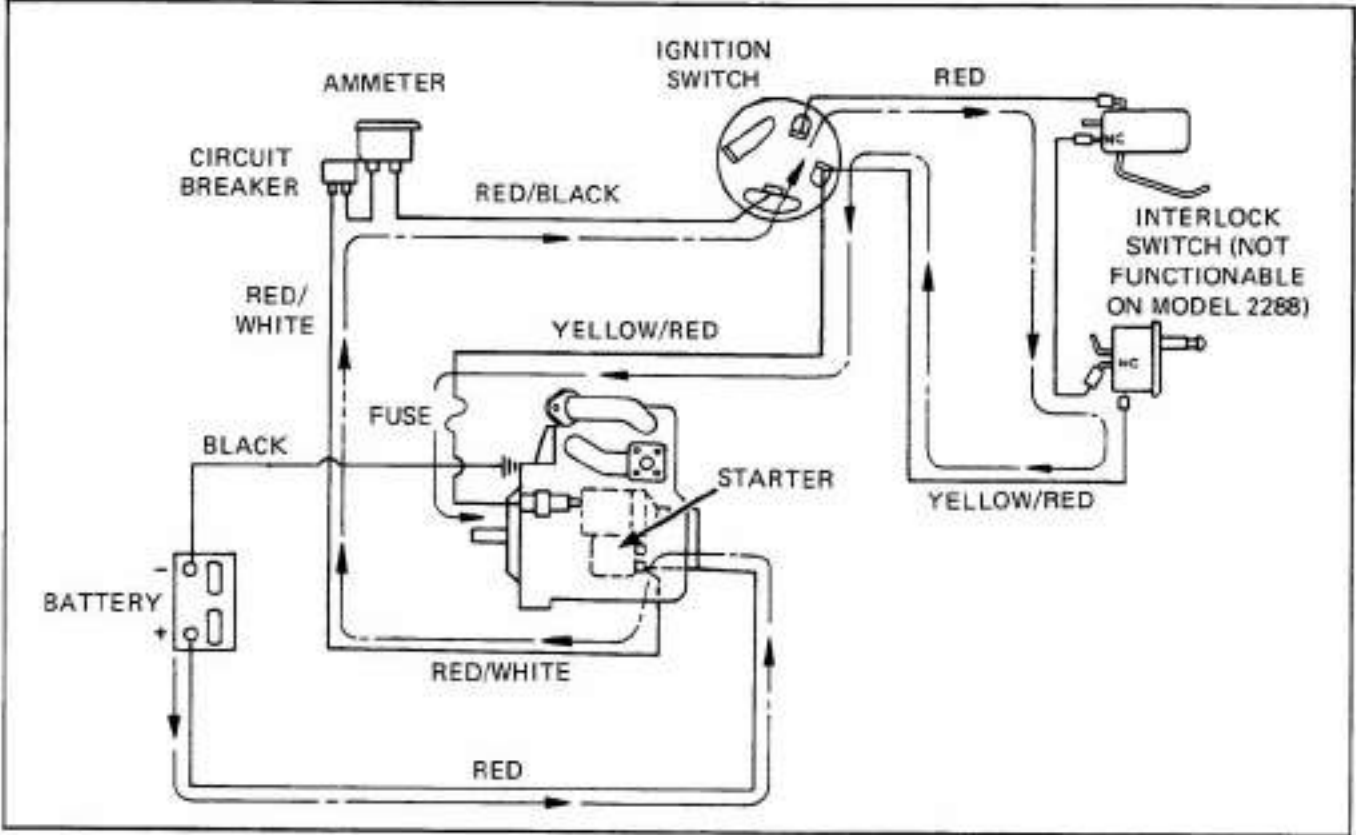 IGNITION
SWITCH
RED
AMMETER
CIRCUIT
BREAKER
RED/BLACK
NC
INTERLOCK
SWITCH (NOT
FUNCTIONABLE
ON MODEL 2288)
RED/
WHITE
YELLOW/RED
NC
FUSE
BLACK
STARTER
YELLOW/RED
-
BATTERY
+
RED/WHITE
RED